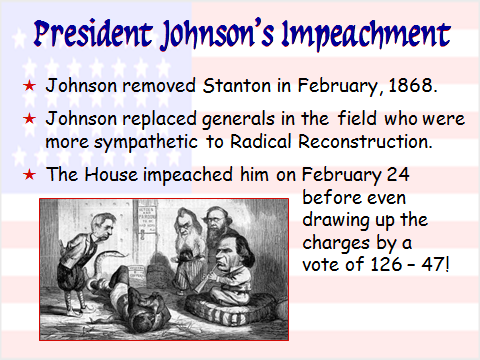 President Johnson's Impeachment
★ Johnson removed Stanton in February, 1868.
★ Johnson replaced generals in the field who were
more sympathetic to Radical Reconstruction.
★ The House impeached him on February 24
before even
drawing up the
charges by a
vote of 126 – 47!